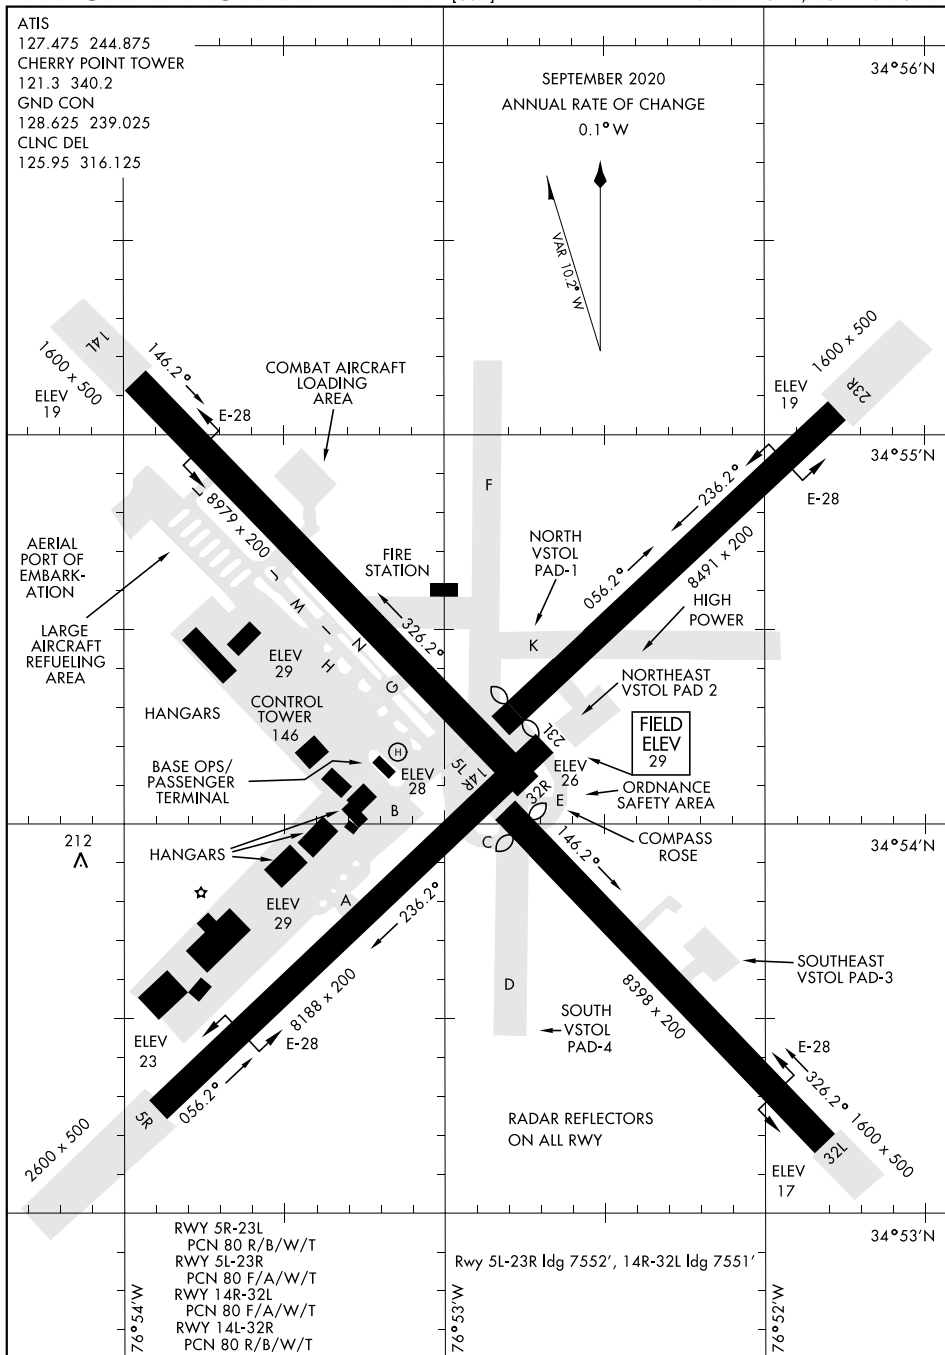 ATIS
127.475 244.875
CHERRY POINT TOWER
121.3 340.2
GND CON
128.625 239.025
CLNC DEL
125.95 316.125
34°56'N
SEPTEMBER 2020
ANNUAL RATE OF CHANGE
0.1° W
VAR 10.2° W
14L
1600 x 500
146.2°
ELEV
19
E-28
COMBAT AIRCRAFT
LOADING
AREA
1600 x 500
23R
ELEV
19
34°55'N
E-28
236.2°
8491 x 200
056.2°
F
L
8979 x 200
J
W
I
N
H
G
AERIAL
PORT OF
EMBARK-
ATION
FIRE
STATION
NORTH
VSTOL
PAD-1
HIGH
POWER
LARGE
AIRCRAFT
REFUELING
AREA
326.2°
K
ELEV
29
NORTHEAST
VSTOL PAD 2
HANGARS
CONTROL
TOWER
146
FIELD
ELEV
29
23L
H
5L
14R
BASE OPS/
PASSENGER
TERMINAL
ELEV
28
ELEV
26
32R
E
ORDNANCE
SAFETY AREA
B
COMPASS
ROSE
212
HANGARS
C
146.2°
34°54'N
ELEV
29
A
236.2°
D
8398 x 200
SOUTHEAST
VSTOL PAD-3
8188 x 200
SOUTH
VSTOL
PAD-4
ELEV
23
E-28
E-28
326.2°
1600 x 500
056.2°
5R
2600 x 500
RADAR REFLECTORS
ON ALL RWY
32L
ELEV
17
RWY 5R-23L
PCN 80 R/B/W/T
RWY 5L-23R
PCN 80 F/A/W/T
RWY 14R-32L
PCN 80 F/A/W/T
RWY 14L-32R
PCN 80 R/B/W/T
Rwy 5L-23R ldg 7552', 14R-32L ldg 7551'
34°53'N
76°54'W
76°53'W
76°52'W